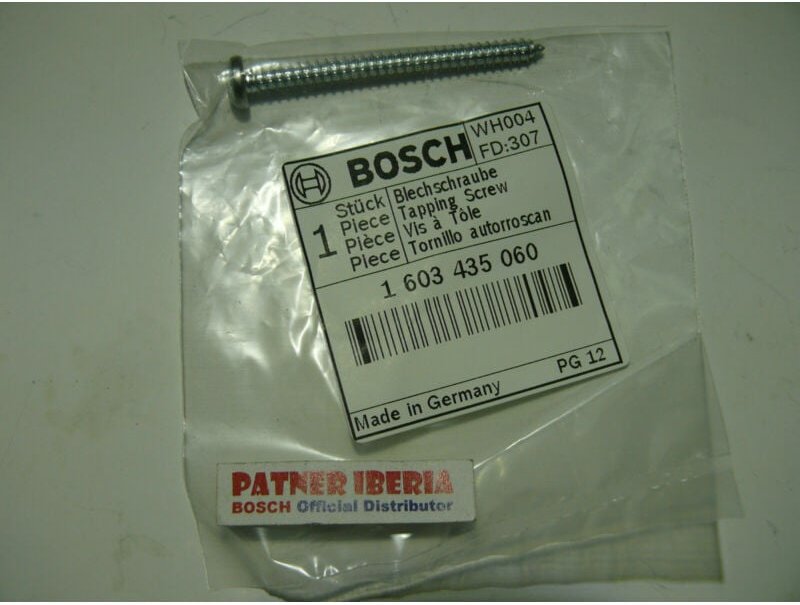 BOSCH
WH004
FD:307
1
Stück
Piece
Pièce
Piece
Blechschraube
Tapping Screw
Vis à Tôle
Tornillo autorroscan
1 603 435 060
PG 12
Made in Germany
PATNER IBERIA
BOSCH Official Distributor